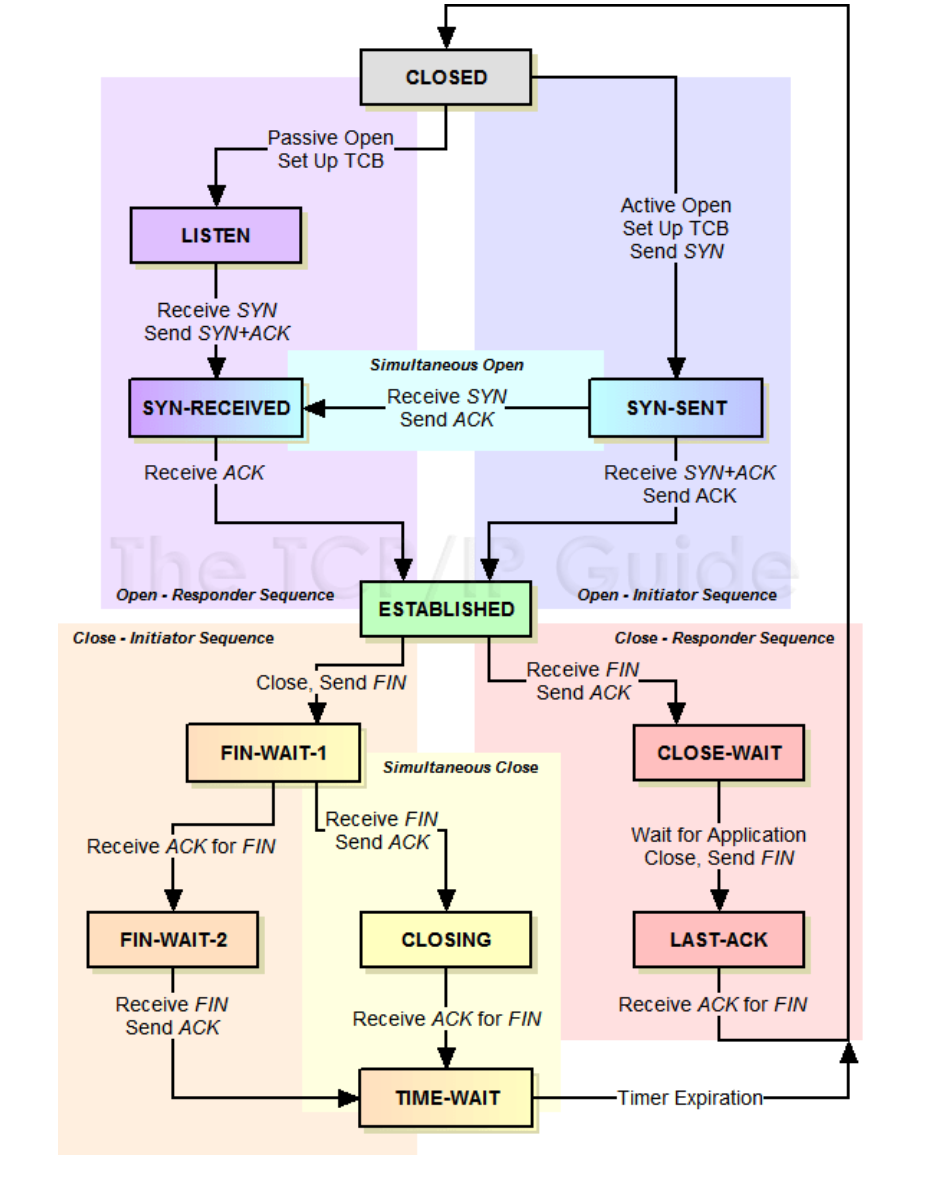 CLOSED
Passive Open
Set Up TCB
LISTEN
Active Open
Set Up TCB
Send SYN
Receive SYN
Send SYN+ACK
Simultaneous Open
SYN-RECEIVED
Receive SYN
Send ACK
SYN-SENT
Receive ACK
Receive SYN+ACK
Send ACK
The TCP/IP Guide
Open - Responder Sequence
Open - Initiator Sequence
ESTABLISHED
Close - Initiator Sequence
Close - Responder Sequence
Close, Send FIN
Receive FIN
Send ACK
FIN-WAIT-1
CLOSE-WAIT
Simultaneous Close
Receive ACK for FIN
Receive FIN
Send ACK
Wait for Application
Close, Send FIN
FIN-WAIT-2
CLOSING
LAST-ACK
Receive FIN
Send ACK
Receive ACK for FIN
Receive ACK for FIN
TIME-WAIT
Timer Expiration